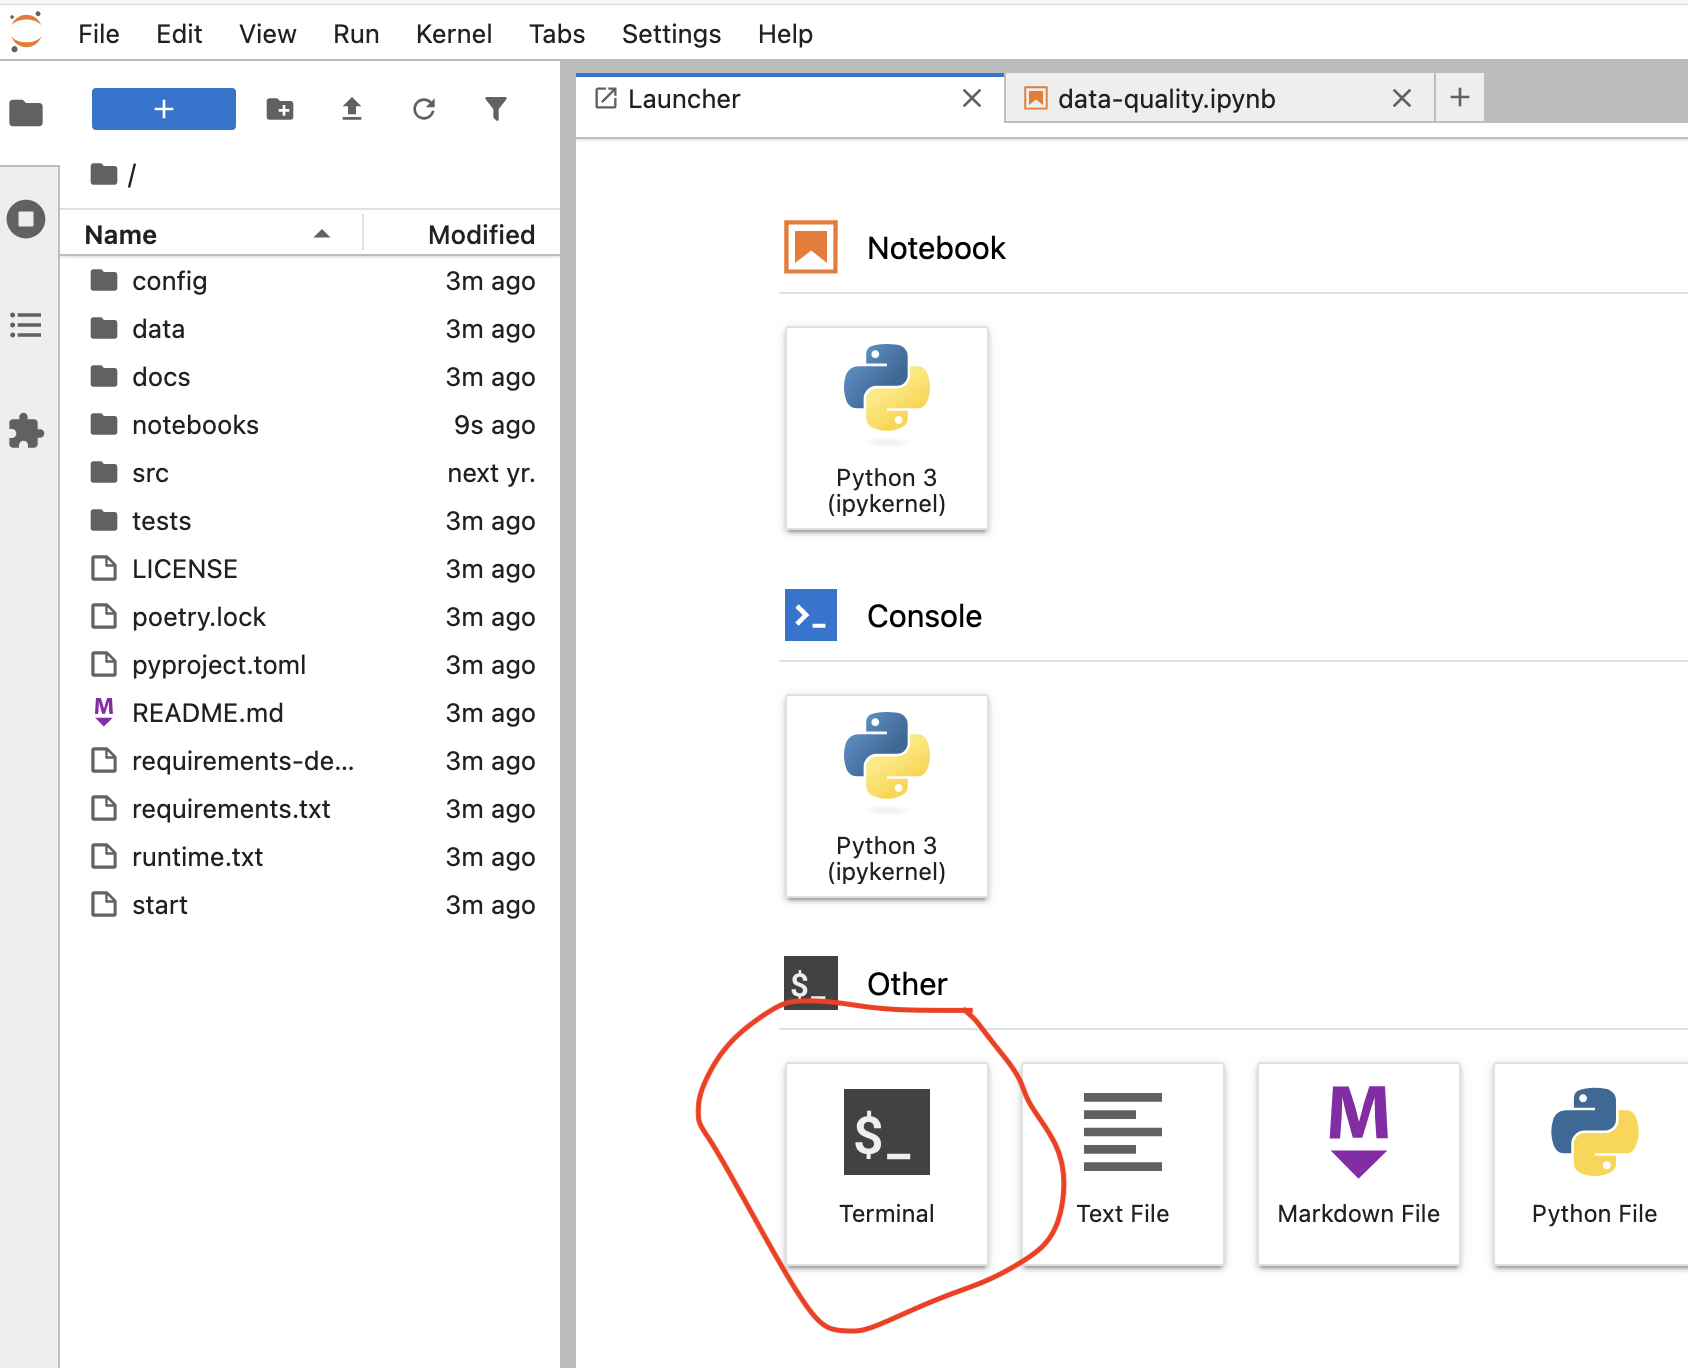 File Edit View Run Kernel Tabs Settings Help
+
Launcher
data-quality.ipynb
+
/
Name Modified
config 3m ago
data 3m ago
docs 3m ago
notebooks 9s ago
src next yr.
tests 3m ago
LICENSE 3m ago
poetry.lock 3m ago
pyproject.toml 3m ago
M README.md 3m ago
requirements-de... 3m ago
requirements.txt 3m ago
runtime.txt 3m ago
start 3m ago
Notebook
Python 3
(ipykernel)
>_ Console
Python 3
(ipykernel)
$_ Other
$_
Terminal
Text File
M
Markdown File
Python File